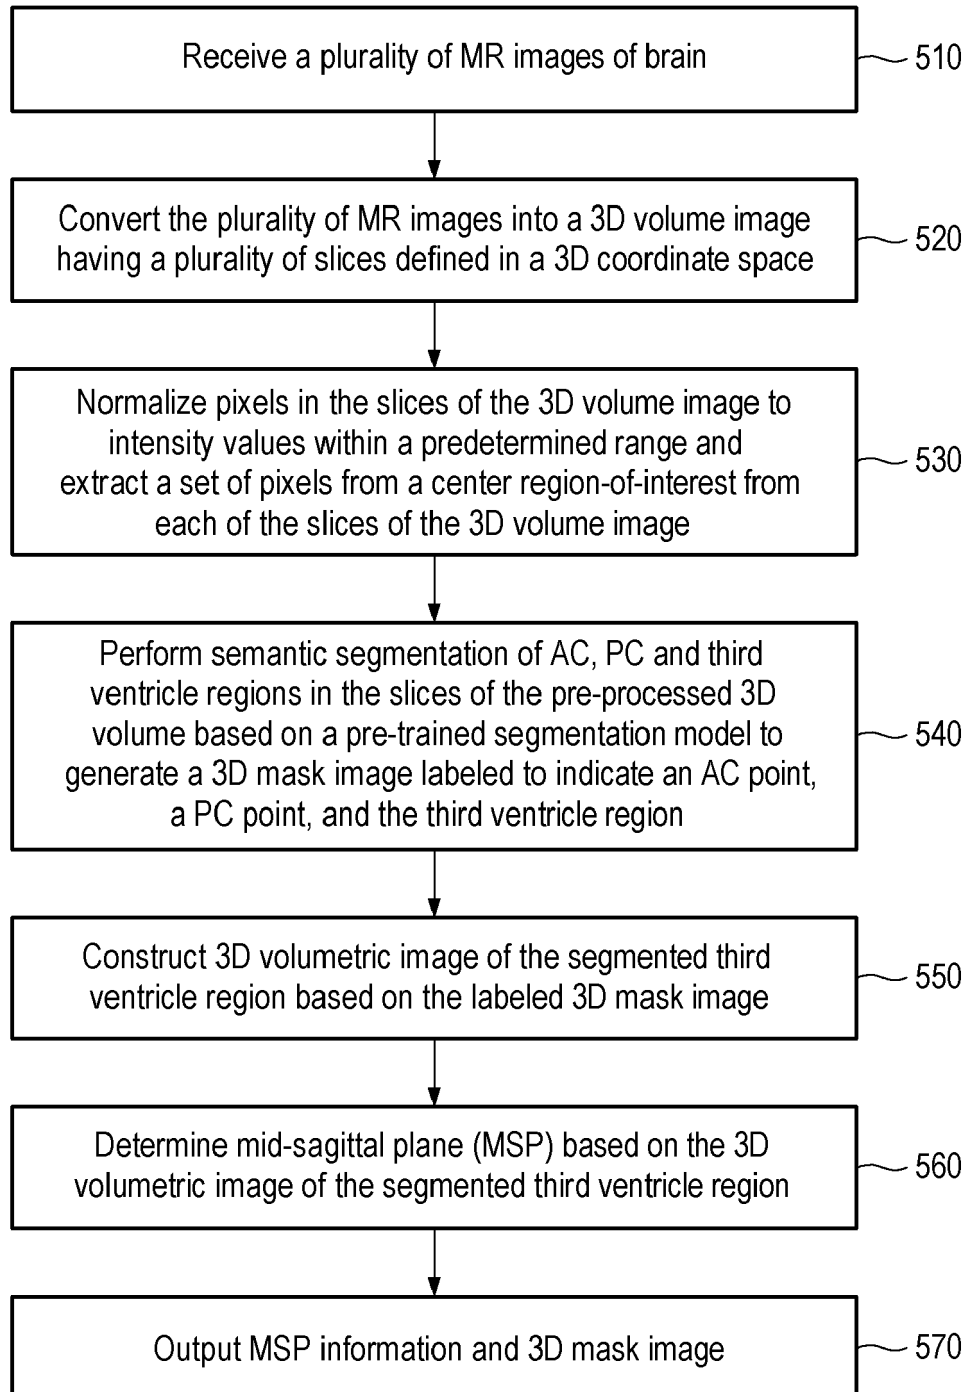 Receive a plurality of MR images of brain
510
Convert the plurality of MR images into a 3D volume image
having a plurality of slices defined in a 3D coordinate space
520
Normalize pixels in the slices of the 3D volume image to
intensity values within a predetermined range and
extract a set of pixels from a center region-of-interest from
each of the slices of the 3D volume image
530
Perform semantic segmentation of AC, PC and third
ventricle regions in the slices of the pre-processed 3D
volume based on a pre-trained segmentation model to
generate a 3D mask image labeled to indicate an AC point,
a PC point, and the third ventricle region
540
Construct 3D volumetric image of the segmented third
ventricle region based on the labeled 3D mask image
550
Determine mid-sagittal plane (MSP) based on the 3D
volumetric image of the segmented third ventricle region
560
Output MSP information and 3D mask image
570